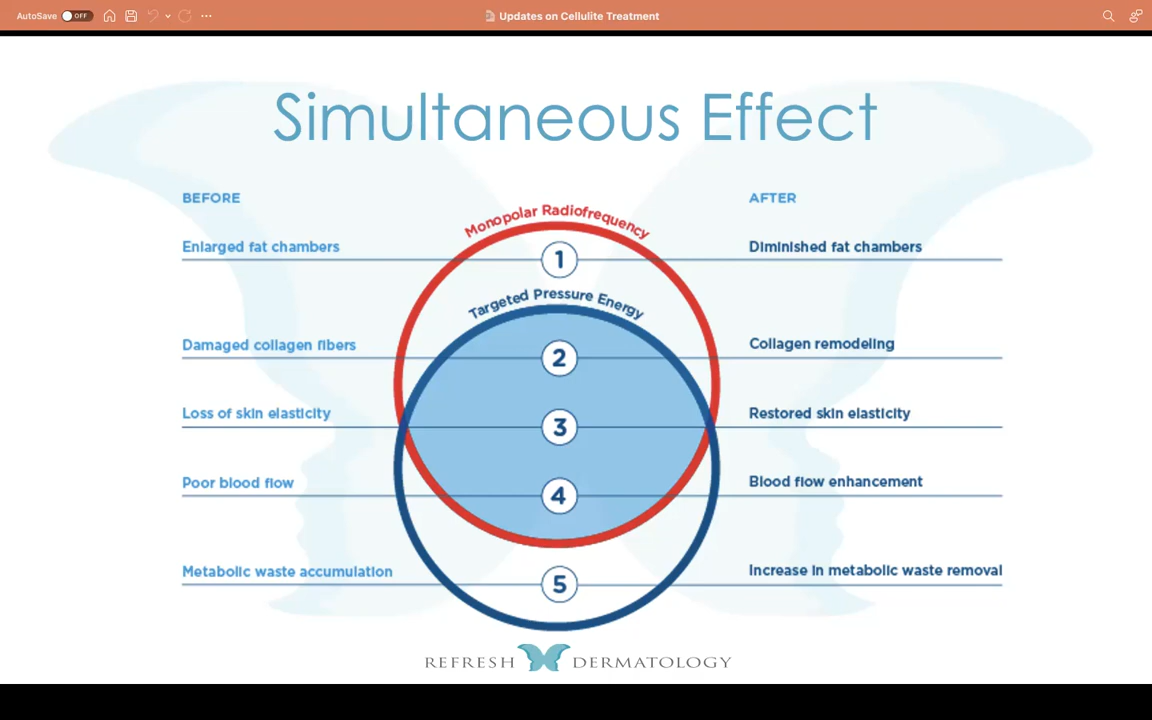 AutoSave OFF
Updates on Cellulite Treatment
Simultaneous Effect
BEFORE
AFTER
Monopolar Radiofrequency
Enlarged fat chambers
1
Diminished fat chambers
Targeted Pressure Energy
Damaged collagen fibers
2
Collagen remodeling
Loss of skin elasticity
3
Restored skin elasticity
Poor blood flow
4
Blood flow enhancement
Metabolic waste accumulation
5
Increase in metabolic waste removal
REFRESH DERMATOLOGY